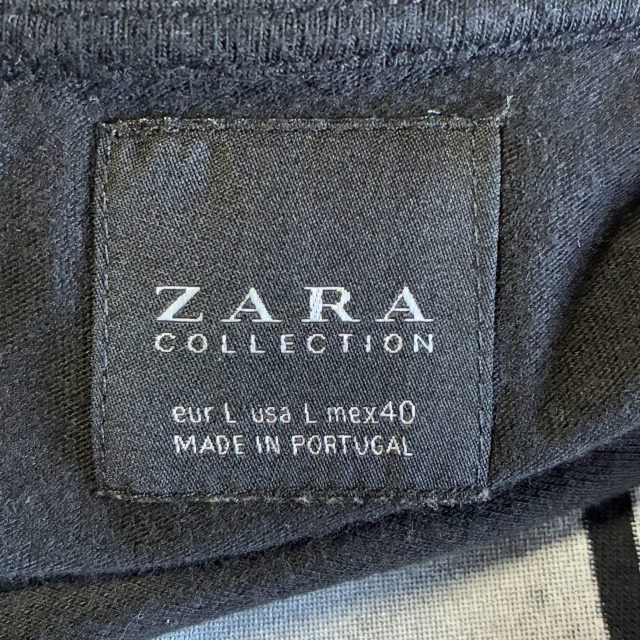 ZARA
COLLECTION
eur L usa L mex40
MADE IN PORTUGAL